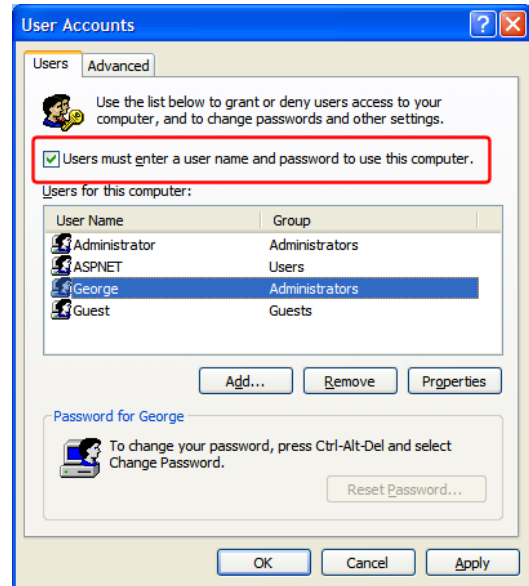 User Accounts
Users Advanced
Use the list below to grant or deny users access to your
computer, and to change passwords and other settings.
Users must enter a user name and password to use this computer.
Users for this computer:
User Name Group
Administrator Administrators
ASPNET Users
George Administrators
Guest Guests
Add... Remove Properties
Password for George
To change your password, press Ctrl-Alt-Del and select
Change Password.
Reset Password...
OK Cancel Apply